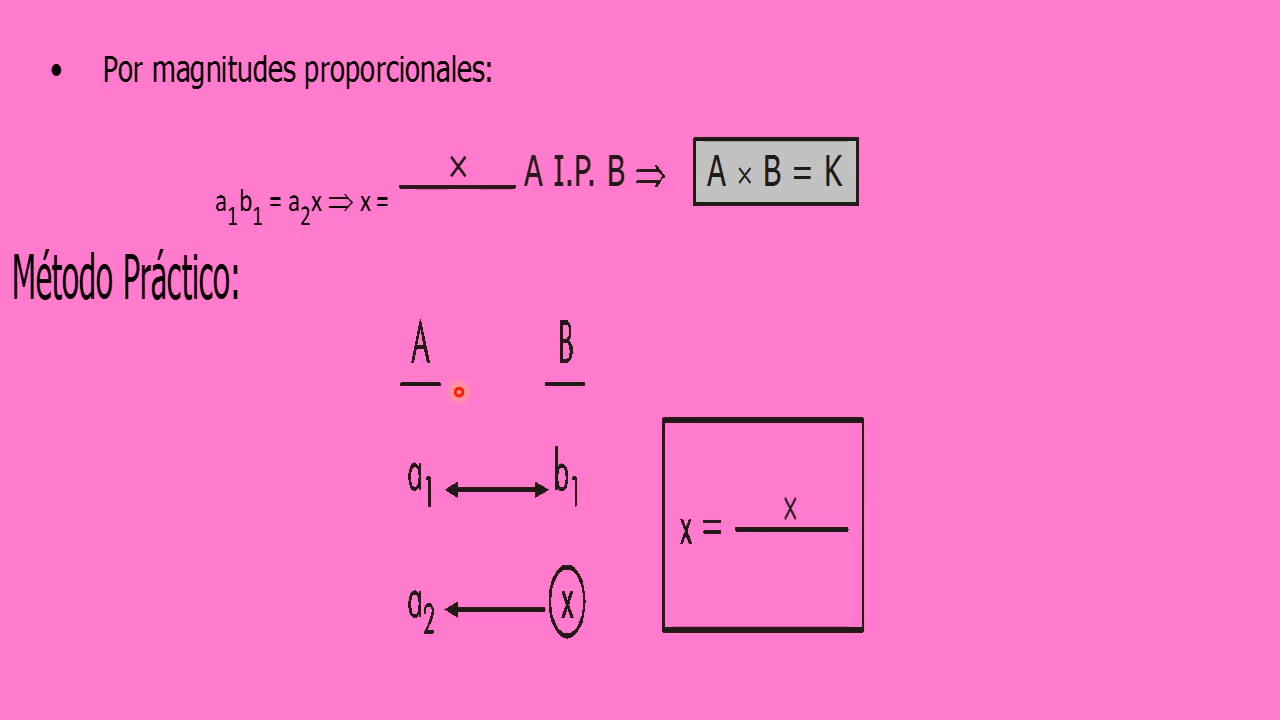 • Por magnitudes proporcionales:
a₁b₁ = a₂x ⇒ x = × A I.P. B ⇒ A × B = K
Método Práctico:
A B
a₁ b₁
x = ×
a₂ x